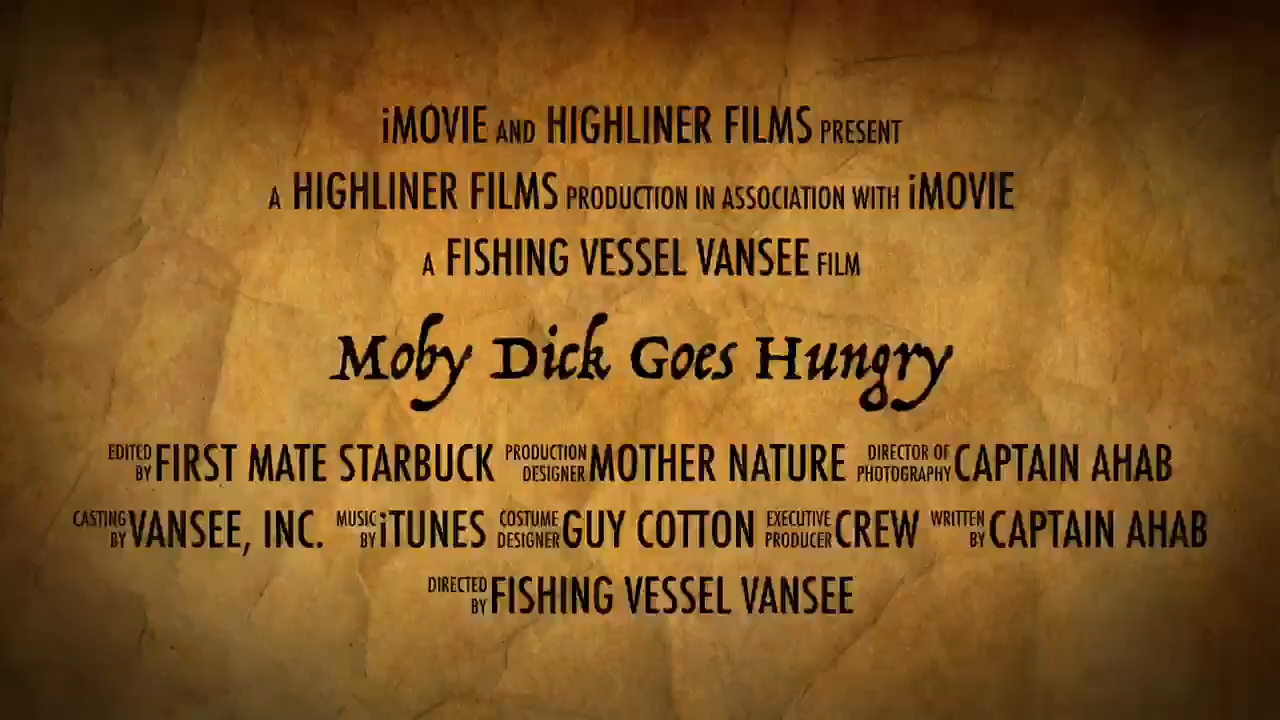 iMOVIE AND HIGHLINER FILMS PRESENT
A HIGHLINER FILMS PRODUCTION IN ASSOCIATION WITH iMOVIE
A FISHING VESSEL VANSEE FILM
Moby Dick Goes Hungry
EDITED BY FIRST MATE STARBUCK PRODUCTION DESIGNER MOTHER NATURE DIRECTOR OF PHOTOGRAPHY CAPTAIN AHAB
CASTING BY VANSEE, INC. MUSIC BY iTUNES COSTUME DESIGNER GUY COTTON EXECUTIVE PRODUCER CREW WRITTEN BY CAPTAIN AHAB
DIRECTED BY FISHING VESSEL VANSEE